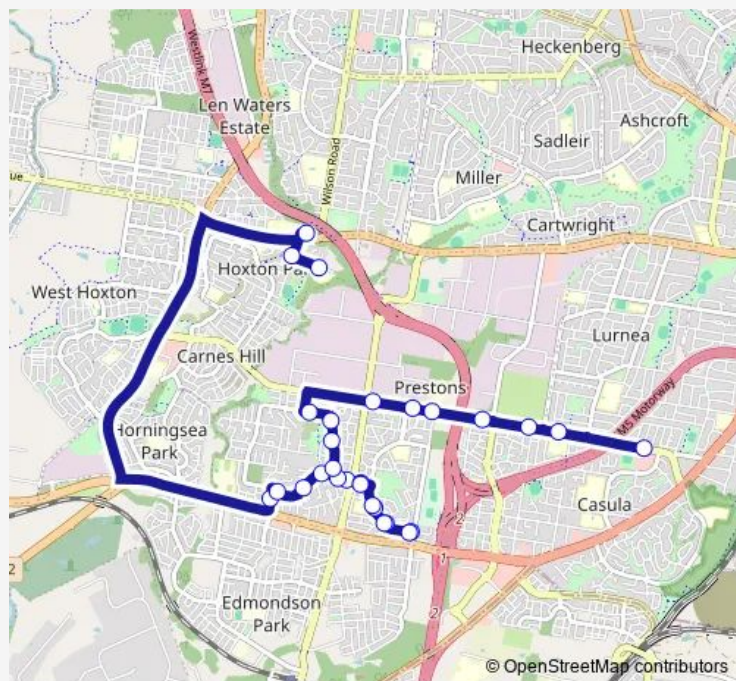 Heckenberg
Westlink M7
Len Waters
Estate
Ashcroft
Wilson Road
Sadleir
Miller
ue
Cartwright
Hoxton Pa
West Hoxton
Lurnea
Carnes Hill
Prestons
M5 Motorway
Horningsea
Park
Casula
2
1
2
2
Edmondson
Park
© OpenStreetMap contributors